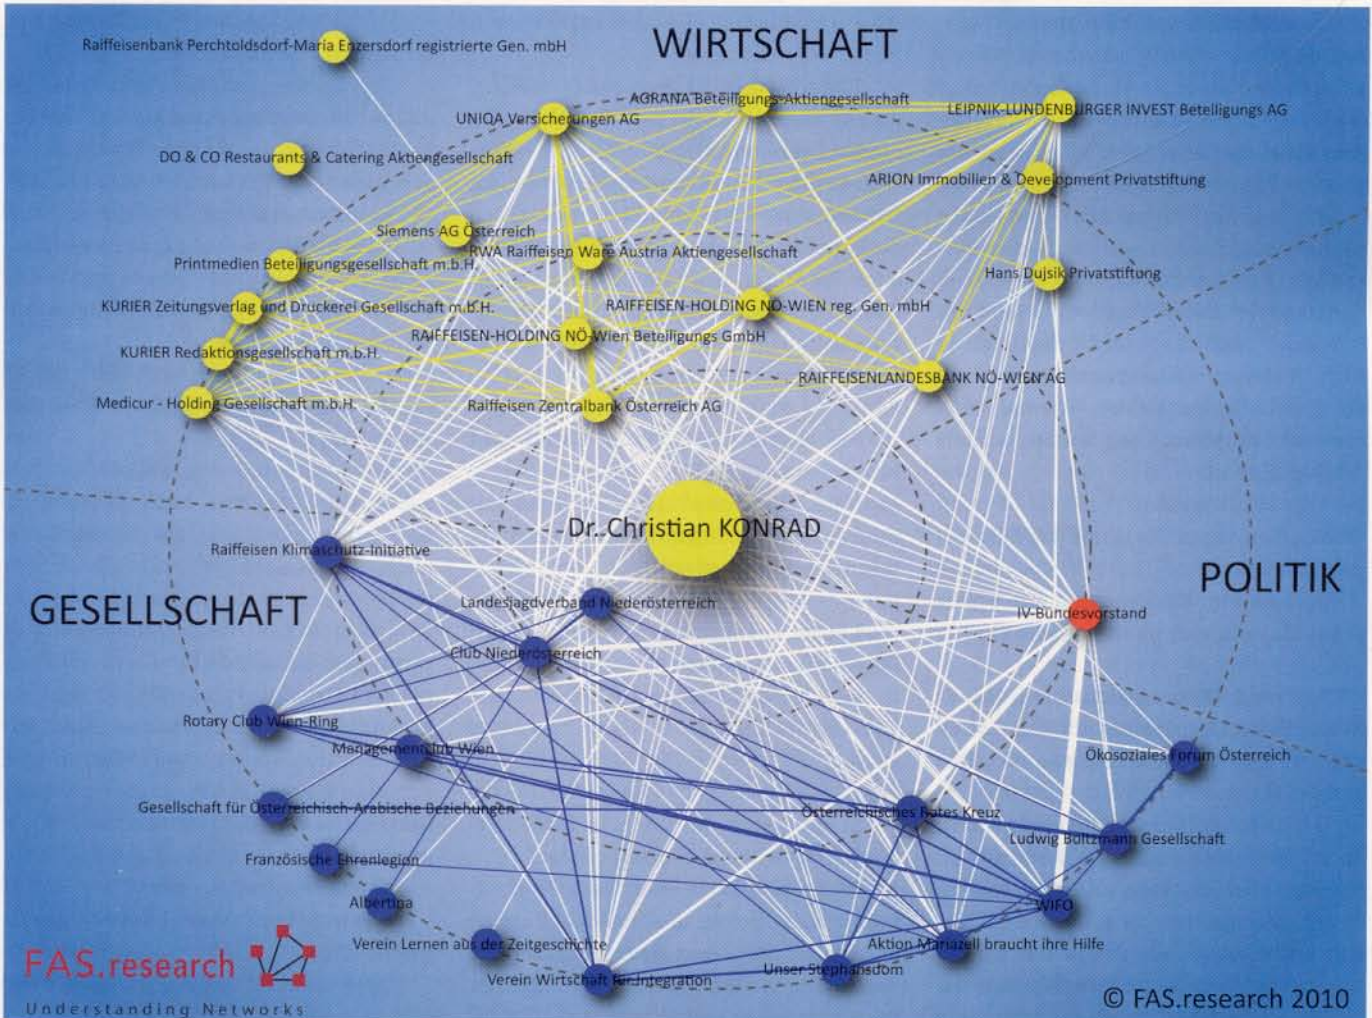 WIRTSCHAFT
Raiffeisenbank Perchtoldsdorf-Maria Enzersdorf registrierte Gen. mbH
AGRANA Beteiligungs-Aktiengesellschaft
LEIPNIK-LUNDENBURGER INVEST Beteiligungs AG
UNIQA Versicherungen AG
DO & CO Restaurants & Catering Aktiengesellschaft
ARION Immobilien & Development Privatstiftung
Siemens AG Österreich
RWA Raiffeisen Ware Austria Aktiengesellschaft
Printmedien Beteiligungsgesellschaft m.b.H.
Hans Dujsik Privatstiftung
KURIER Zeitungsverlag und Druckerei Gesellschaft m.b.H.
RAIFFEISEN-HOLDING NÖ-WIEN reg. Gen. mbH
RAIFFEISEN-HOLDING NÖ-Wien Beteiligungs GmbH
KURIER Redaktionsgesellschaft m.b.H.
RAIFFEISENLANDESBANK NÖ-WIEN AG
Medicur - Holding Gesellschaft m.b.H.
Raiffeisen Zentralbank Österreich AG
Dr. Christian KONRAD
Raiffeisen Klimaschutz-Initiative
POLITIK
GESELLSCHAFT
Landesjagdverband Niederösterreich
IV-Bundesvorstand
Club Niederösterreich
Rotary Club Wien-Ring
Managementclub Wien
Ökosoziales Forum Österreich
Gesellschaft für Österreichisch-Arabische Beziehungen
Österreichisches Rotes Kreuz
Ludwig Boltzmann Gesellschaft
Französische Ehrenlegion
Albertina
WIFO
Verein Lernen aus der Zeitgeschichte
Aktion Mariazell braucht ihre Hilfe
Unser Stephansdom
Verein Wirtschaft für Integration
FAS.research
Understanding Networks
© FAS.research 2010